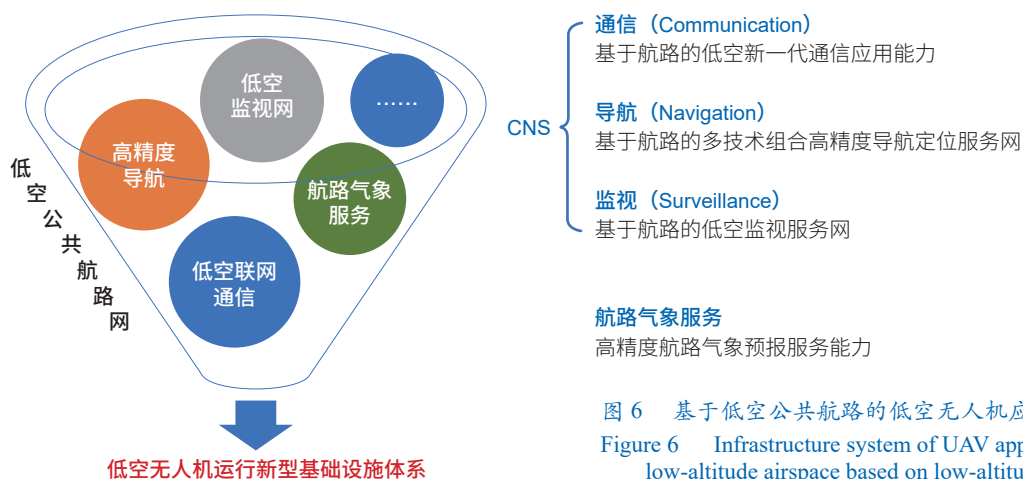 低空
监视网
……
高精度
导航
航路气象
服务
低空联网
通信
低空公共航路网
低空无人机运行新型基础设施体系
CNS
通信（Communication）
基于航路的低空新一代通信应用能力
导航（Navigation）
基于航路的多技术组合高精度导航定位服务网
监视（Surveillance）
基于航路的低空监视服务网
航路气象服务
高精度航路气象预报服务能力
图 6 基于低空公共航路的低空无人机应
Figure 6 Infrastructure system of UAV app
low-altitude airspace based on low-altitu